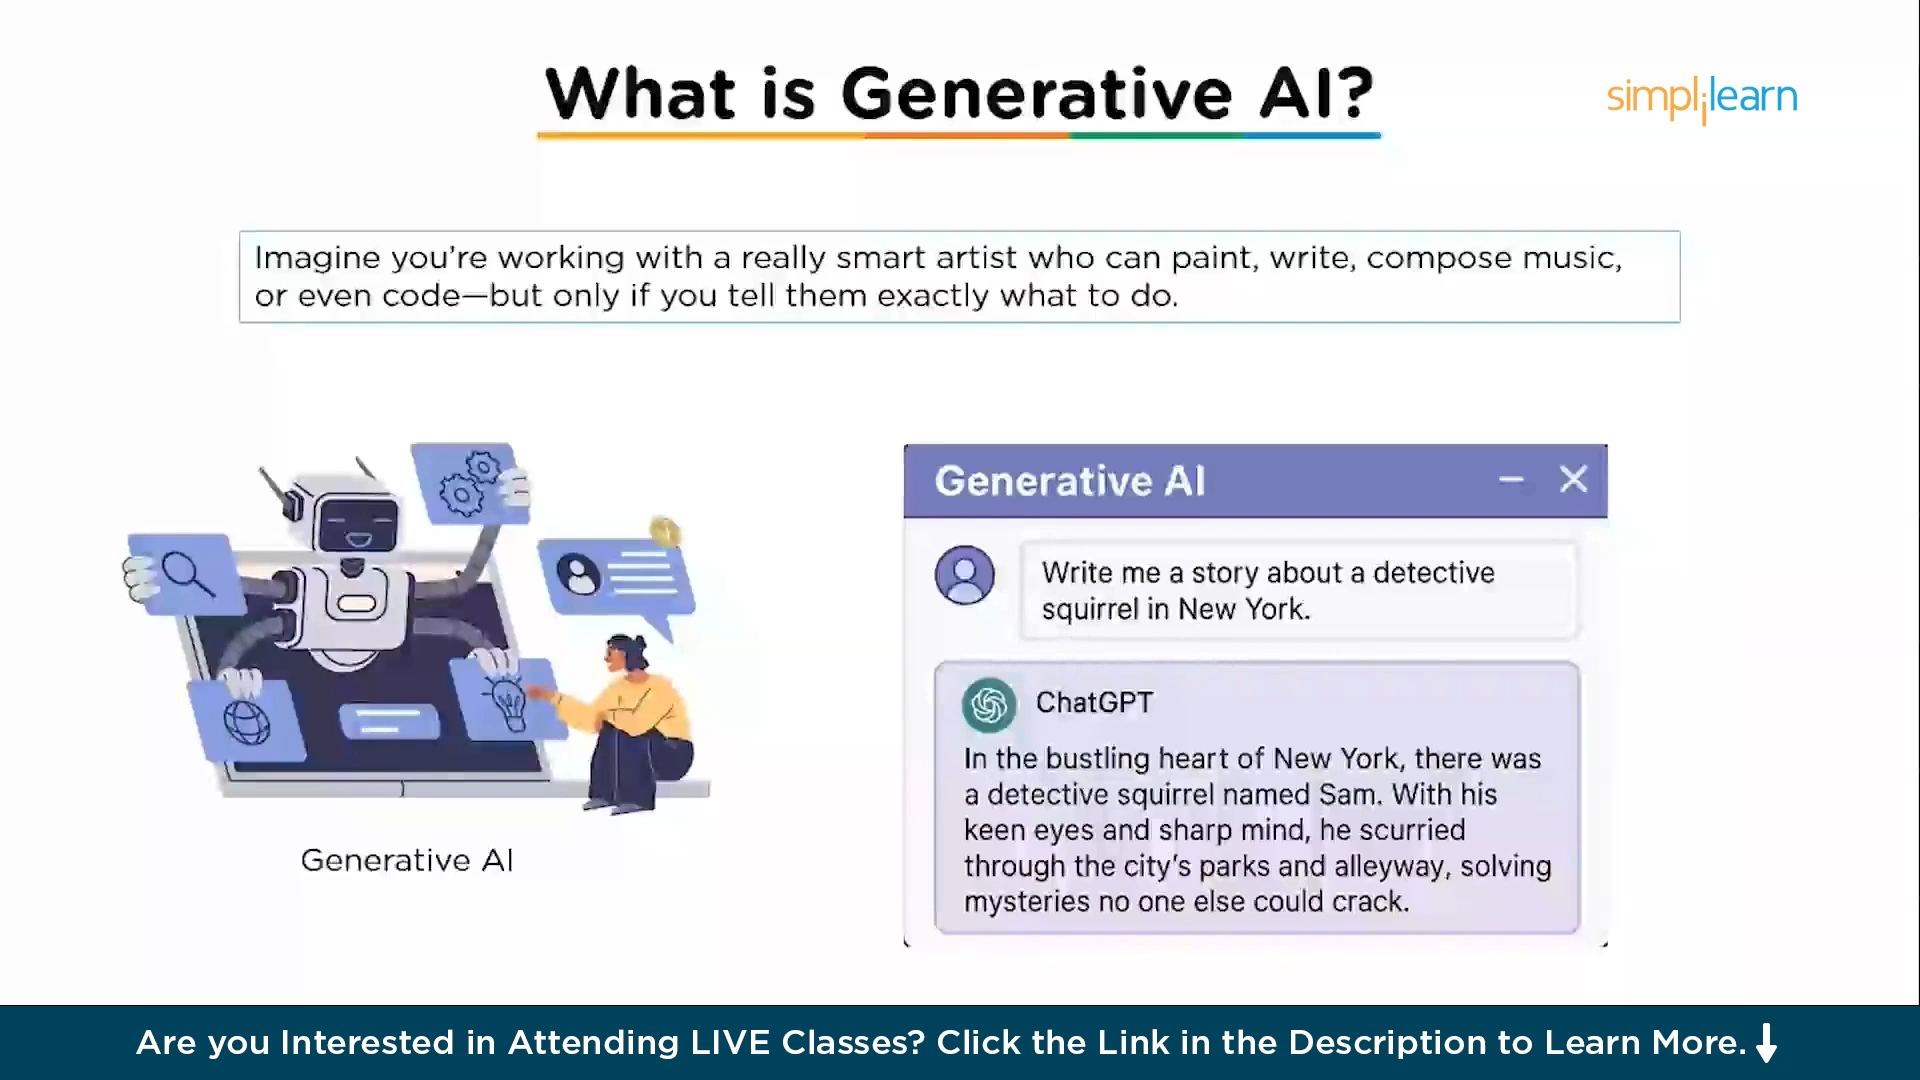 What is Generative AI?
simplilearn
Imagine you're working with a really smart artist who can paint, write, compose music,
or even code—but only if you tell them exactly what to do.
Generative AI
Generative AI
Write me a story about a detective
squirrel in New York.
ChatGPT
In the bustling heart of New York, there was
a detective squirrel named Sam. With his
keen eyes and sharp mind, he scurried
through the city's parks and alleyway, solving
mysteries no one else could crack.
Are you Interested in Attending LIVE Classes? Click the Link in the Description to Learn More.